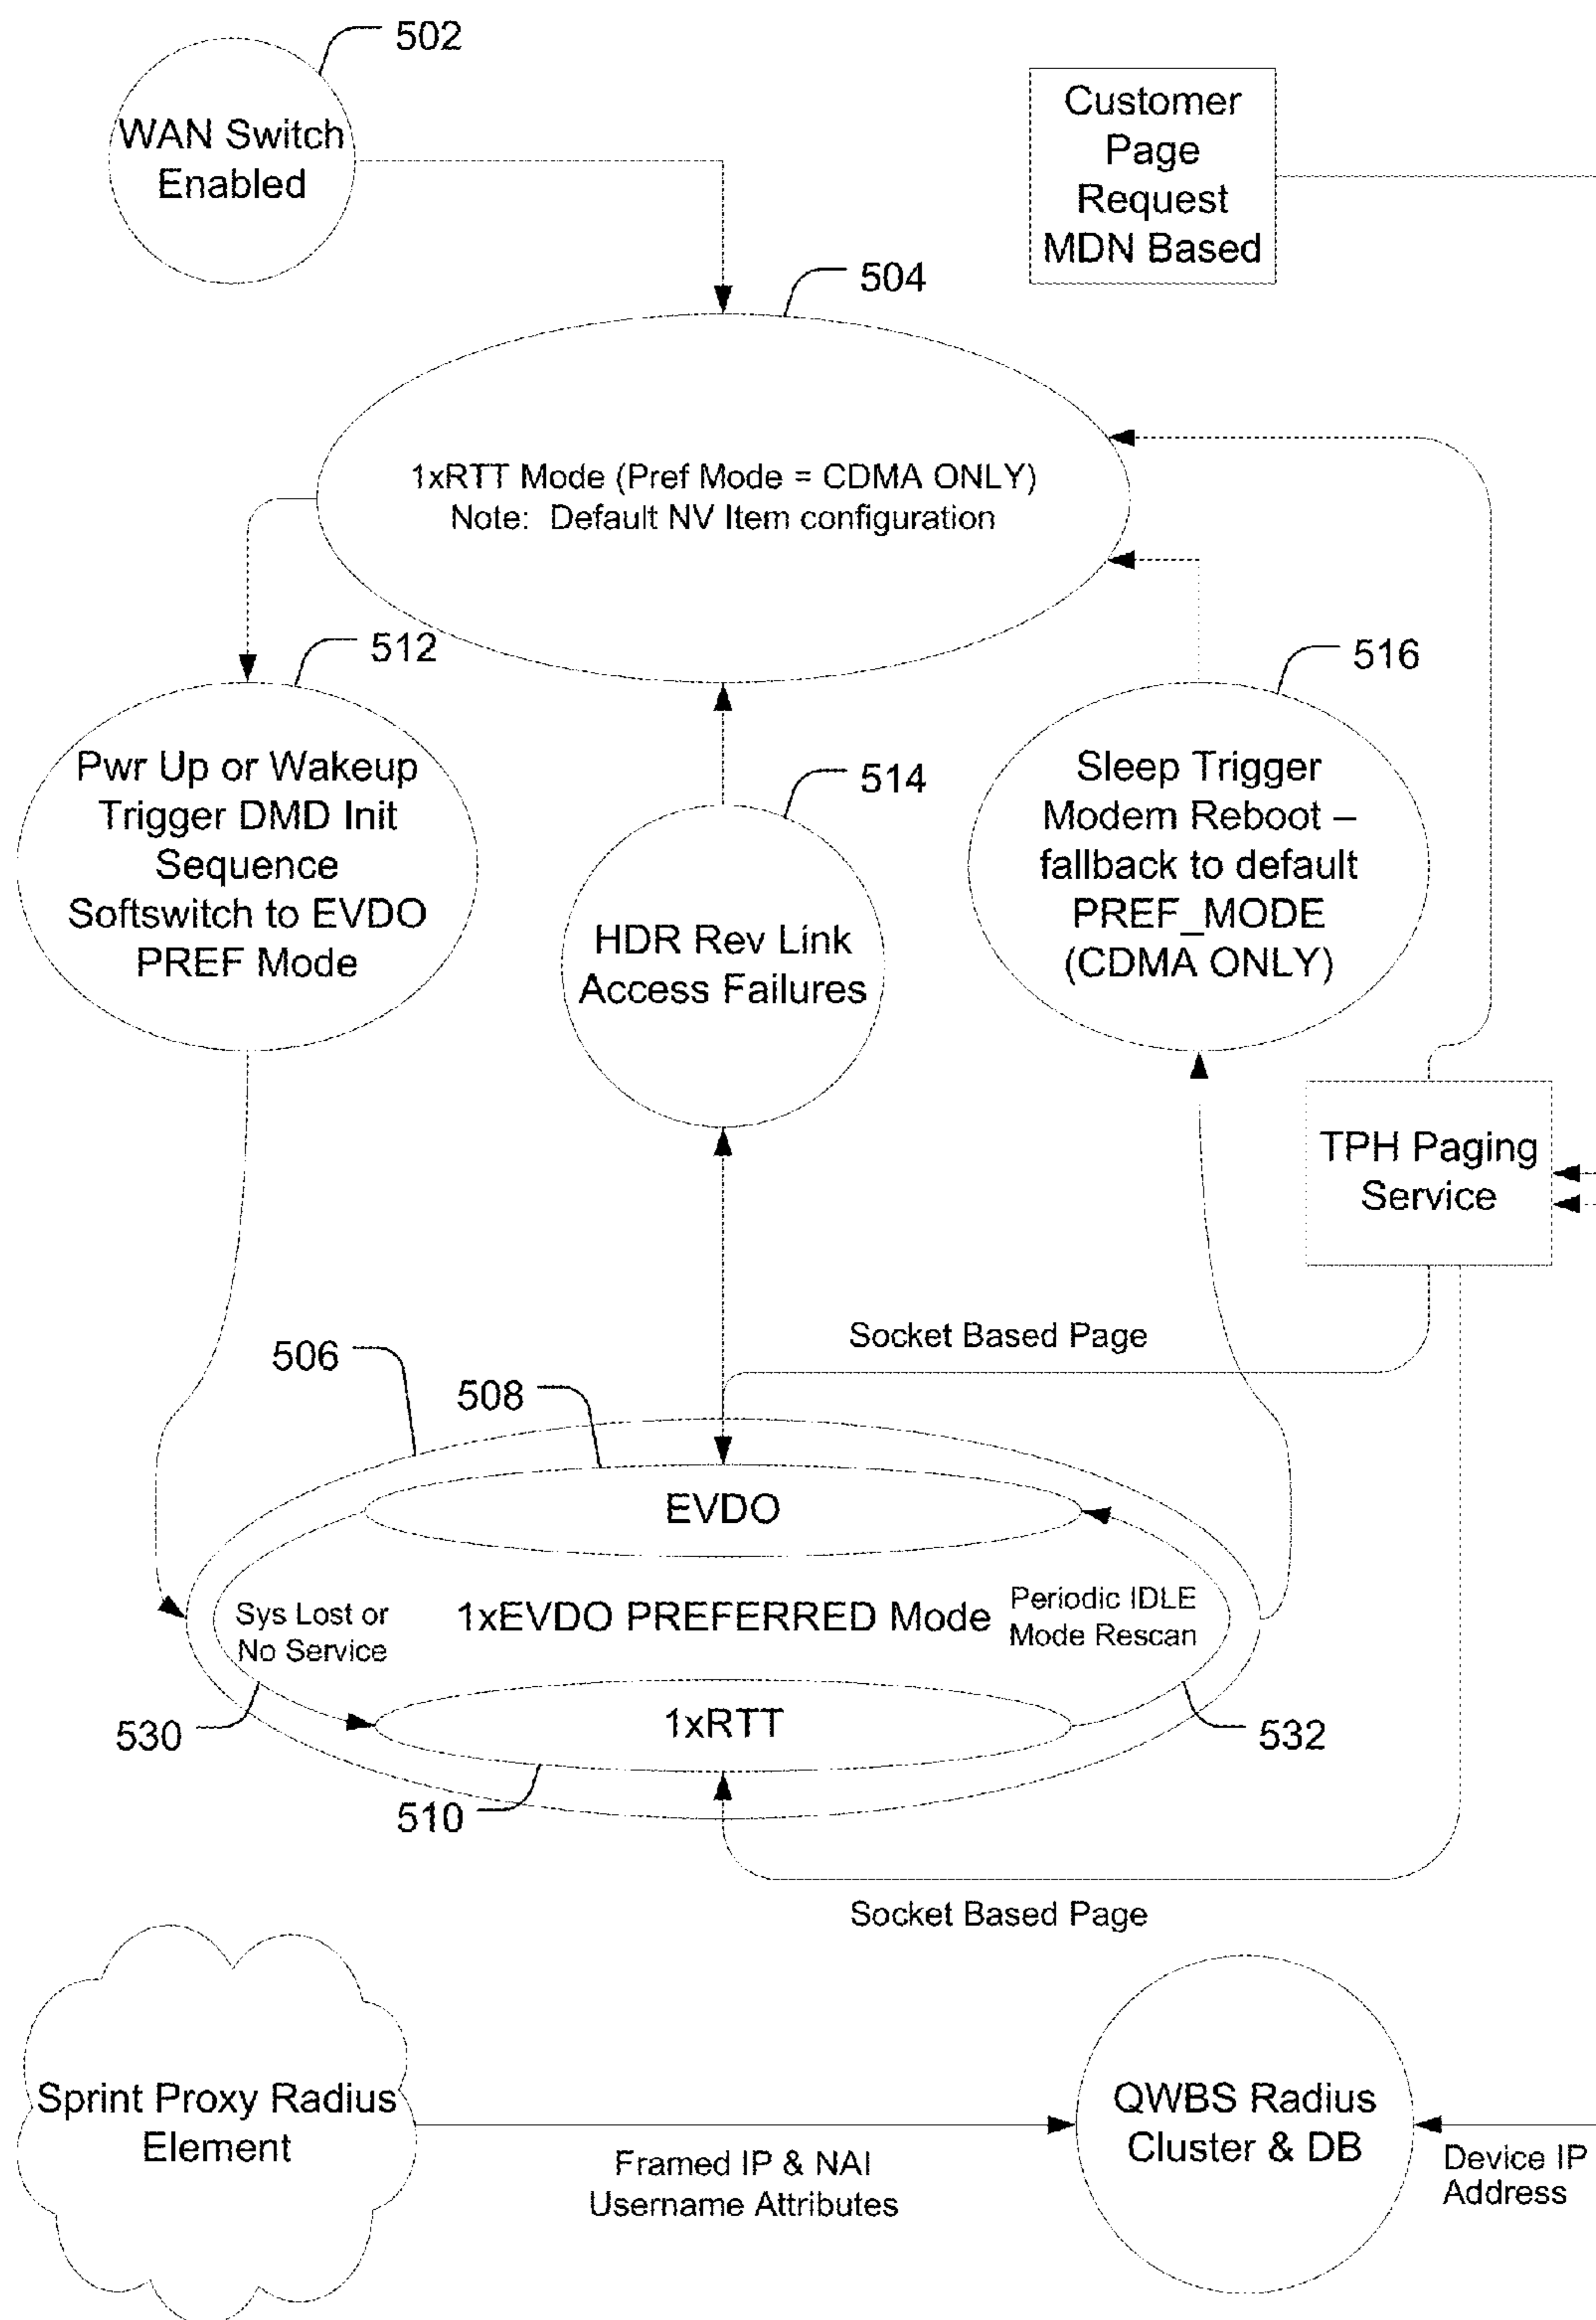 502
WAN Switch
Enabled
Customer
Page
Request
MDN Based
504
1xRTT Mode (Pref Mode = CDMA ONLY)
Note: Default NV Item configuration
512
Pwr Up or Wakeup
Trigger DMD Init
Sequence
Softswitch to EVDO
PREF Mode
514
HDR Rev Link
Access Failures
516
Sleep Trigger
Modem Reboot –
fallback to default
PREF_MODE
(CDMA ONLY)
TPH Paging
Service
Socket Based Page
506
508
EVDO
Sys Lost or
No Service
1xEVDO PREFERRED Mode
Periodic IDLE
Mode Rescan
530
1xRTT
532
510
Socket Based Page
Sprint Proxy Radius
Element
Framed IP & NAI
Username Attributes
QWBS Radius
Cluster & DB
Device IP
Address